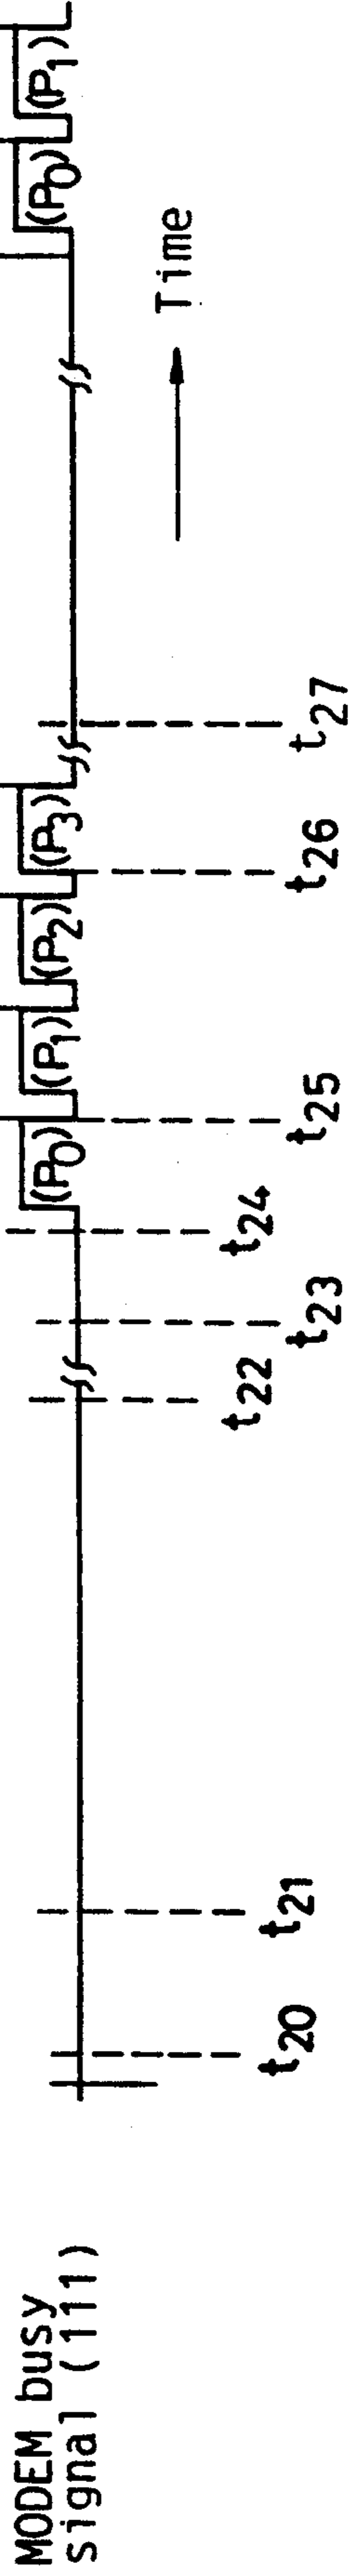 MODEM busy
signal (111)
(P0) (P1) (P2) (P3) (P0) (P1)
t20 t21 t22 t23 t24 t25 t26 t27
Time